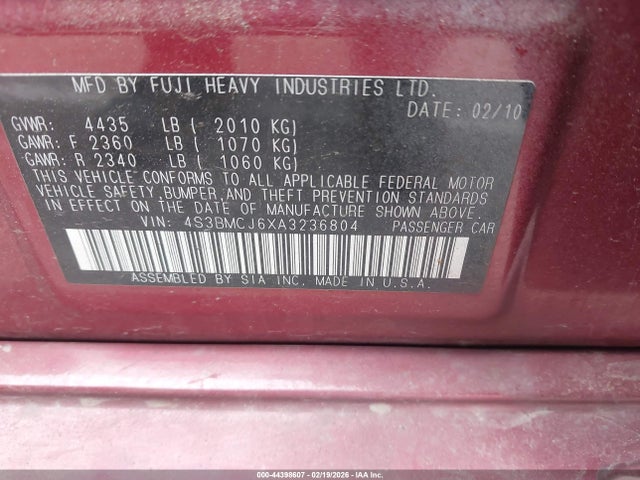 MFD BY FUJI HEAVY INDUSTRIES LTD.
DATE: 02/10
GVWR: 4435 LB ( 2010 KG)
GAWR: F 2360 LB ( 1070 KG)
GAWR: R 2340 LB ( 1060 KG)
THIS VEHICLE CONFORMS TO ALL APPLICABLE FEDERAL MOTOR
VEHICLE SAFETY, BUMPER, AND THEFT PREVENTION STANDARDS
IN EFFECT ON THE DATE OF MANUFACTURE SHOWN ABOVE.
VIN: 4S3BMCJ6XA3236804 PASSENGER CAR
ASSEMBLED BY SIA INC. MADE IN U.S.A.
000-44398607 - 02/19/2026 - COPYRIGHT IAA, LLC